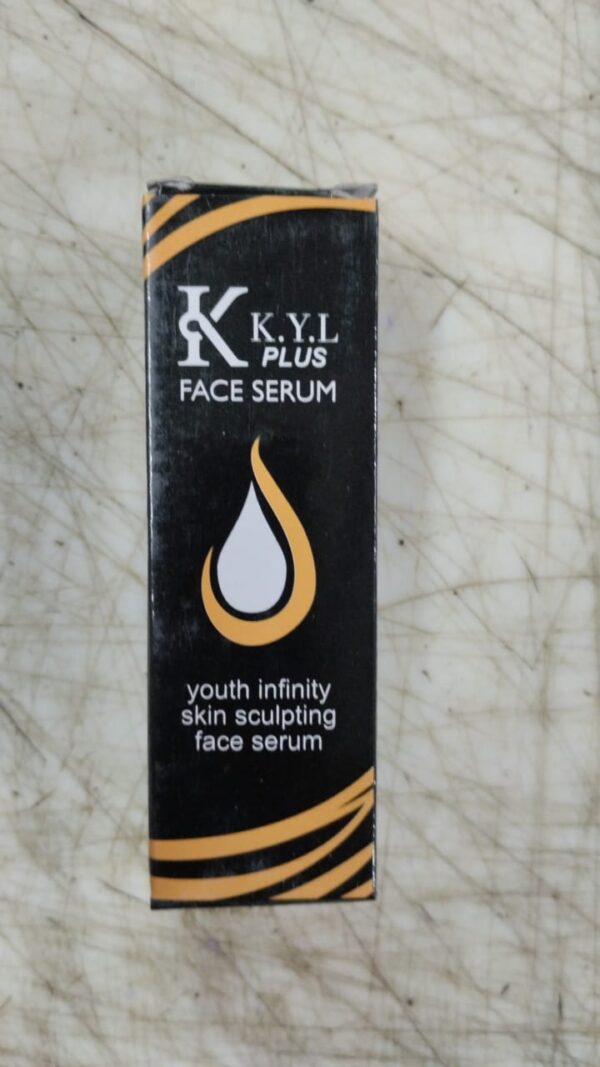 K K.Y.L
PLUS
FACE SERUM
youth infinity
skin sculpting
face serum